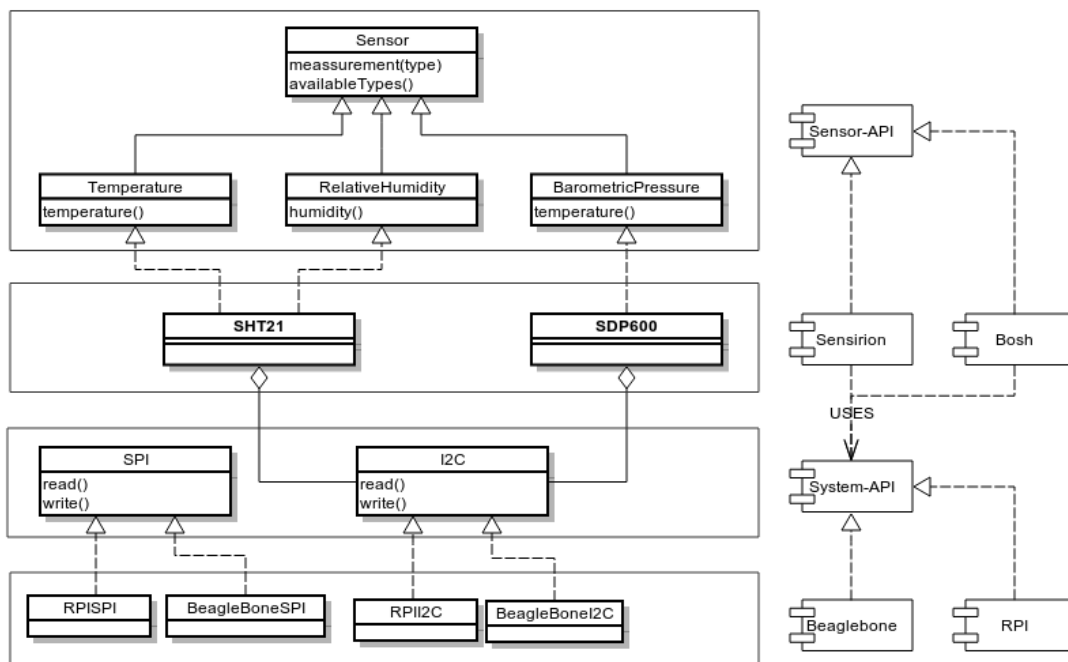 Sensor
meassurement(type)
availableTypes()
Temperature
temperature()
RelativeHumidity
humidity()
BarometricPressure
temperature()
SHT21
SDP600
SPI
read()
write()
I2C
read()
write()
RPISPI
BeagleBoneSPI
RPII2C
BeagleBoneI2C
Sensor-API
Sensirion
Bosh
USES
System-API
Beaglebone
RPI